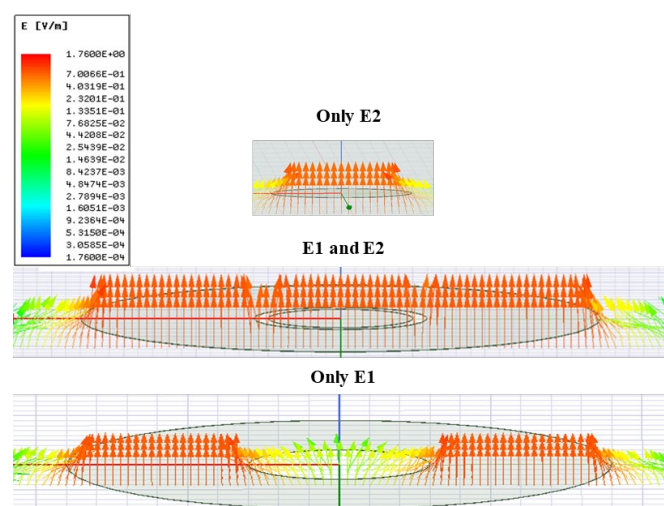 E [V/m]
1.7600E+00
7.0066E-01
4.0319E-01
2.3201E-01
1.3351E-01
7.6825E-02
4.4208E-02
2.5439E-02
1.4639E-02
8.4237E-03
4.8474E-03
2.7894E-03
1.6051E-03
9.2364E-04
5.3150E-04
3.0585E-04
1.7600E-04
Only E2
E1 and E2
Only E1